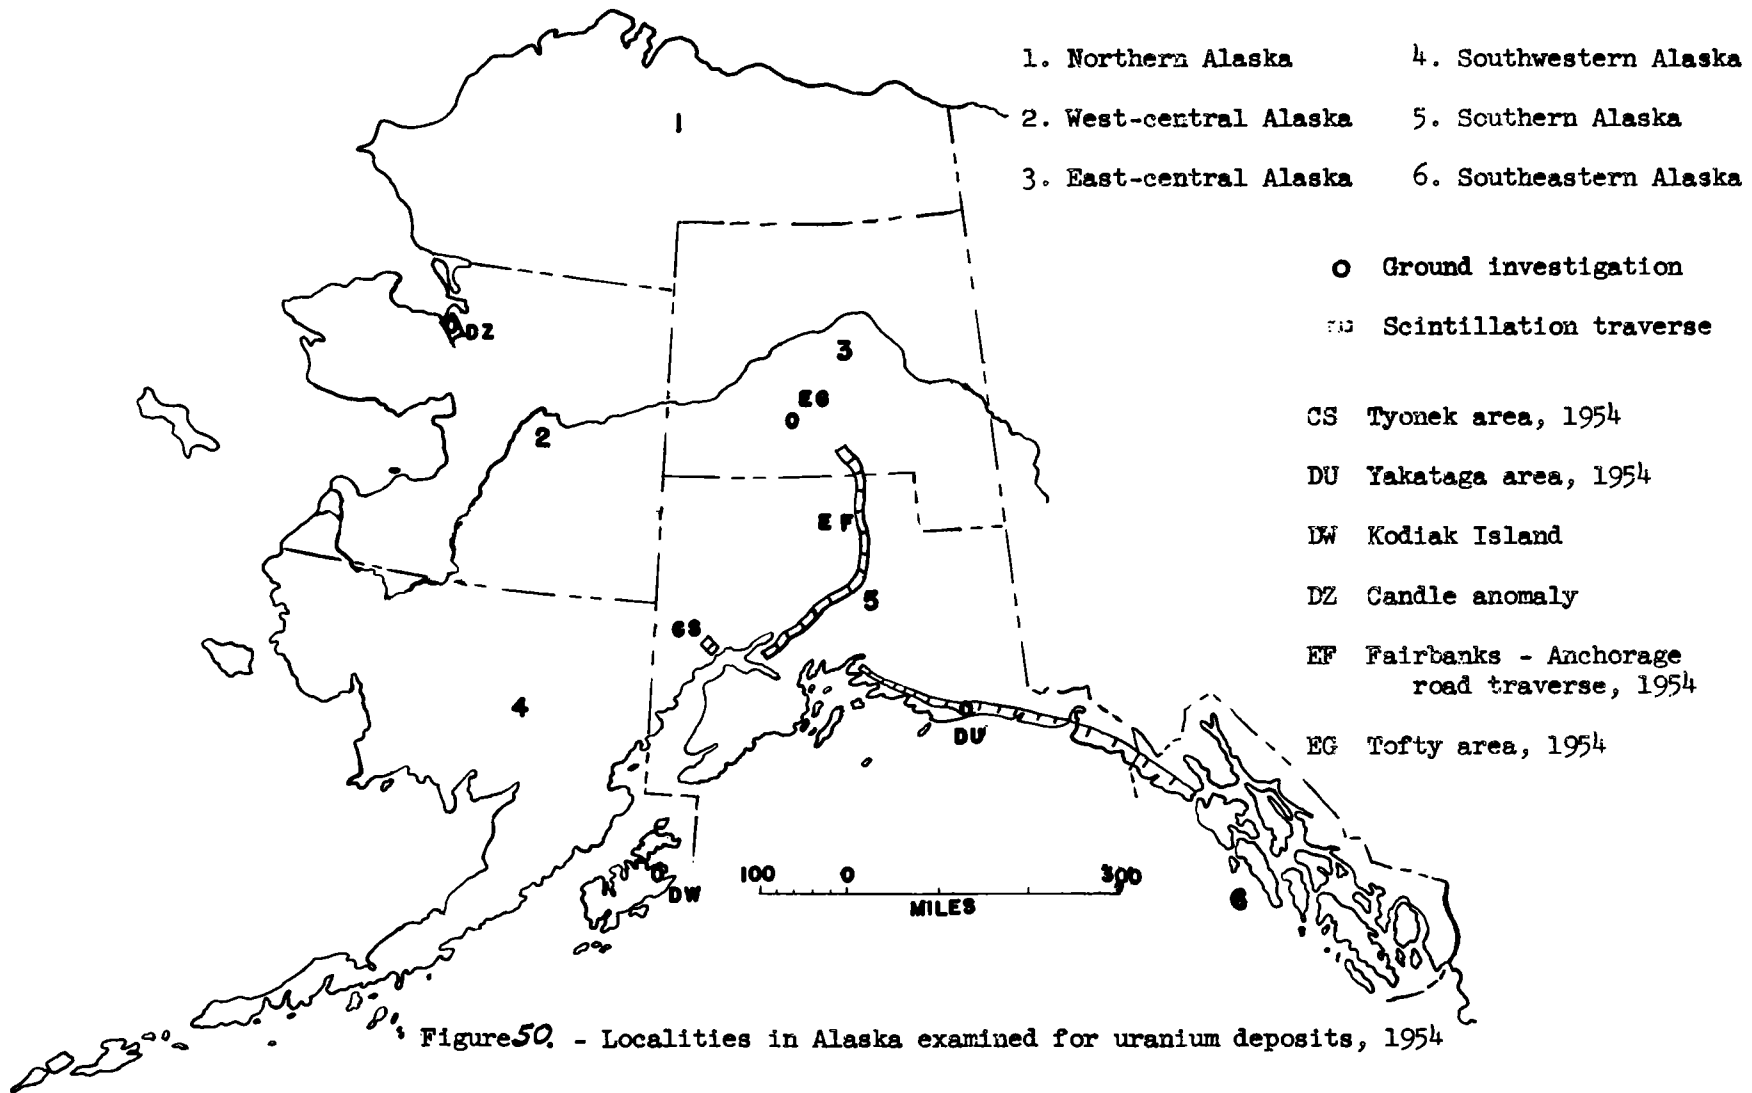 1. Northern Alaska
2. West-central Alaska
3. East-central Alaska
4. Southwestern Alaska
5. Southern Alaska
6. Southeastern Alaska
O Ground investigation
Scintillation traverse
CS Tyonek area, 1954
DU Yakataga area, 1954
DW Kodiak Island
DZ Candle anomaly
EF Fairbanks - Anchorage
road traverse, 1954
EG Tofty area, 1954
1
DZ
3
EG
2
EF
5
CS
4
DU
DW
100 0 300
MILES
6
Figure 50. - Localities in Alaska examined for uranium deposits, 1954